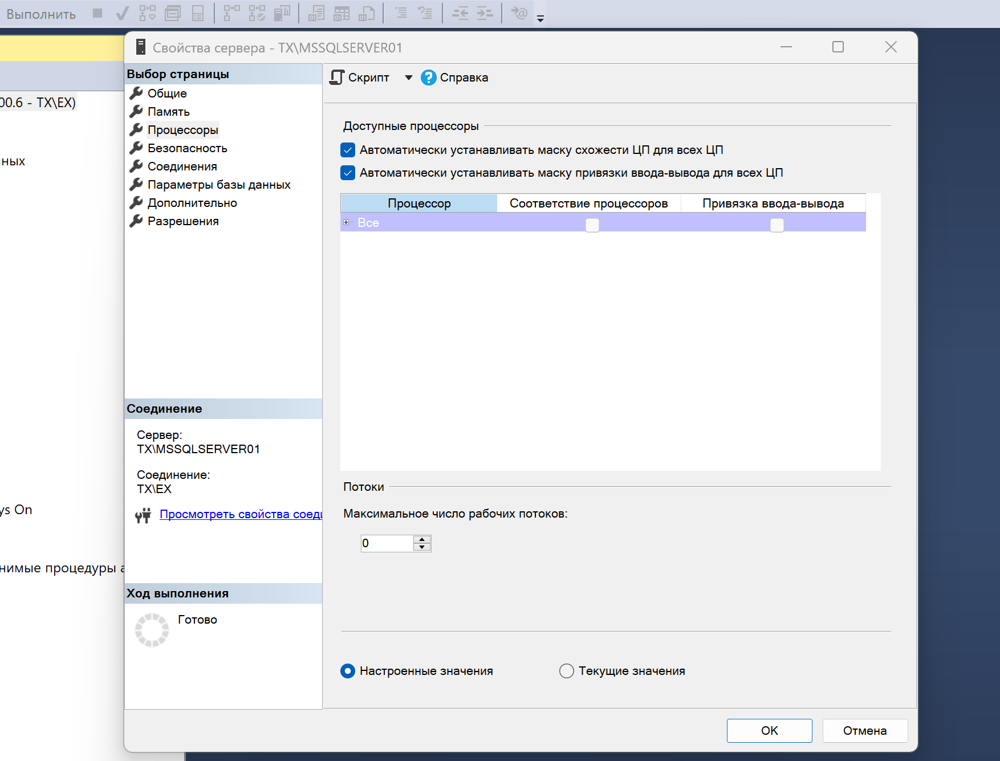 Выполнить
Свойства сервера - TX\MSSQLSERVER01
00.6 - TX\EX)
ys On
Выбор страницы
Общие
Память
Процессоры
Безопасность
Соединения
Параметры базы данных
Дополнительно
Разрешения
Соединение
Сервер:
TX\MSSQLSERVER01
Соединение:
TX\EX
Просмотреть свойства соеди
Ход выполнения
Готово
Скрипт
Справка
Доступные процессоры
Автоматически устанавливать маску схожести ЦП для всех ЦП
Автоматически устанавливать маску привязки ввода-вывода для всех ЦП
Процессор Соответствие процессоров Привязка ввода-вывода
Все
Потоки
Максимальное число рабочих потоков:
0
Настроенные значения
Текущие значения
OK
Отмена
нных
нимые процедуры а